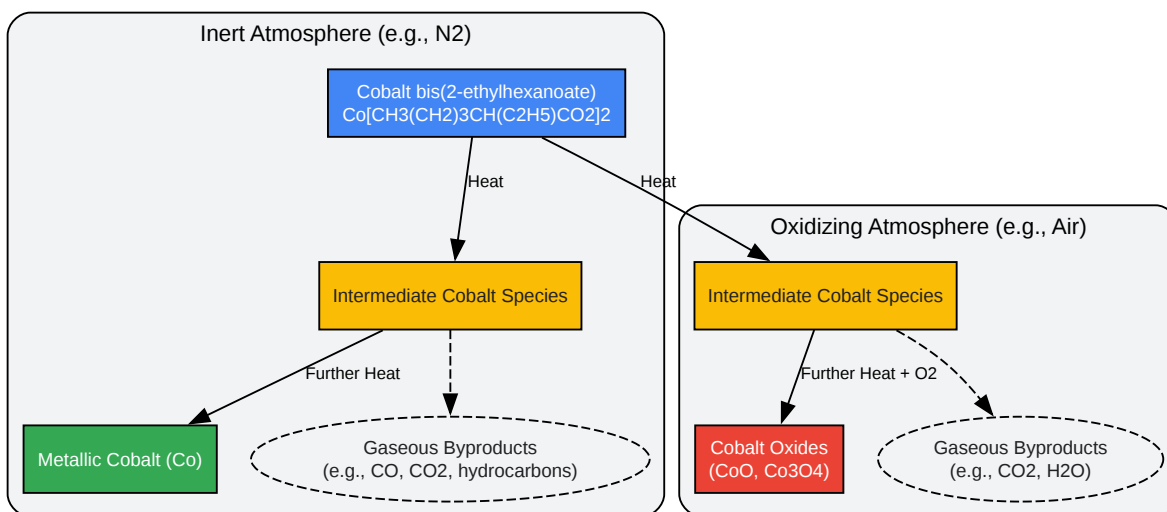 Inert Atmosphere (e.g., N2)
Cobalt bis(2-ethylhexanoate)
Co[CH3(CH2)3CH(C2H5)CO2]2
Heat
Heat
Oxidizing Atmosphere (e.g., Air)
Intermediate Cobalt Species
Intermediate Cobalt Species
Further Heat
Further Heat + O2
Metallic Cobalt (Co)
Gaseous Byproducts
(e.g., CO, CO2, hydrocarbons)
Cobalt Oxides
(CoO, Co3O4)
Gaseous Byproducts
(e.g., CO2, H2O)